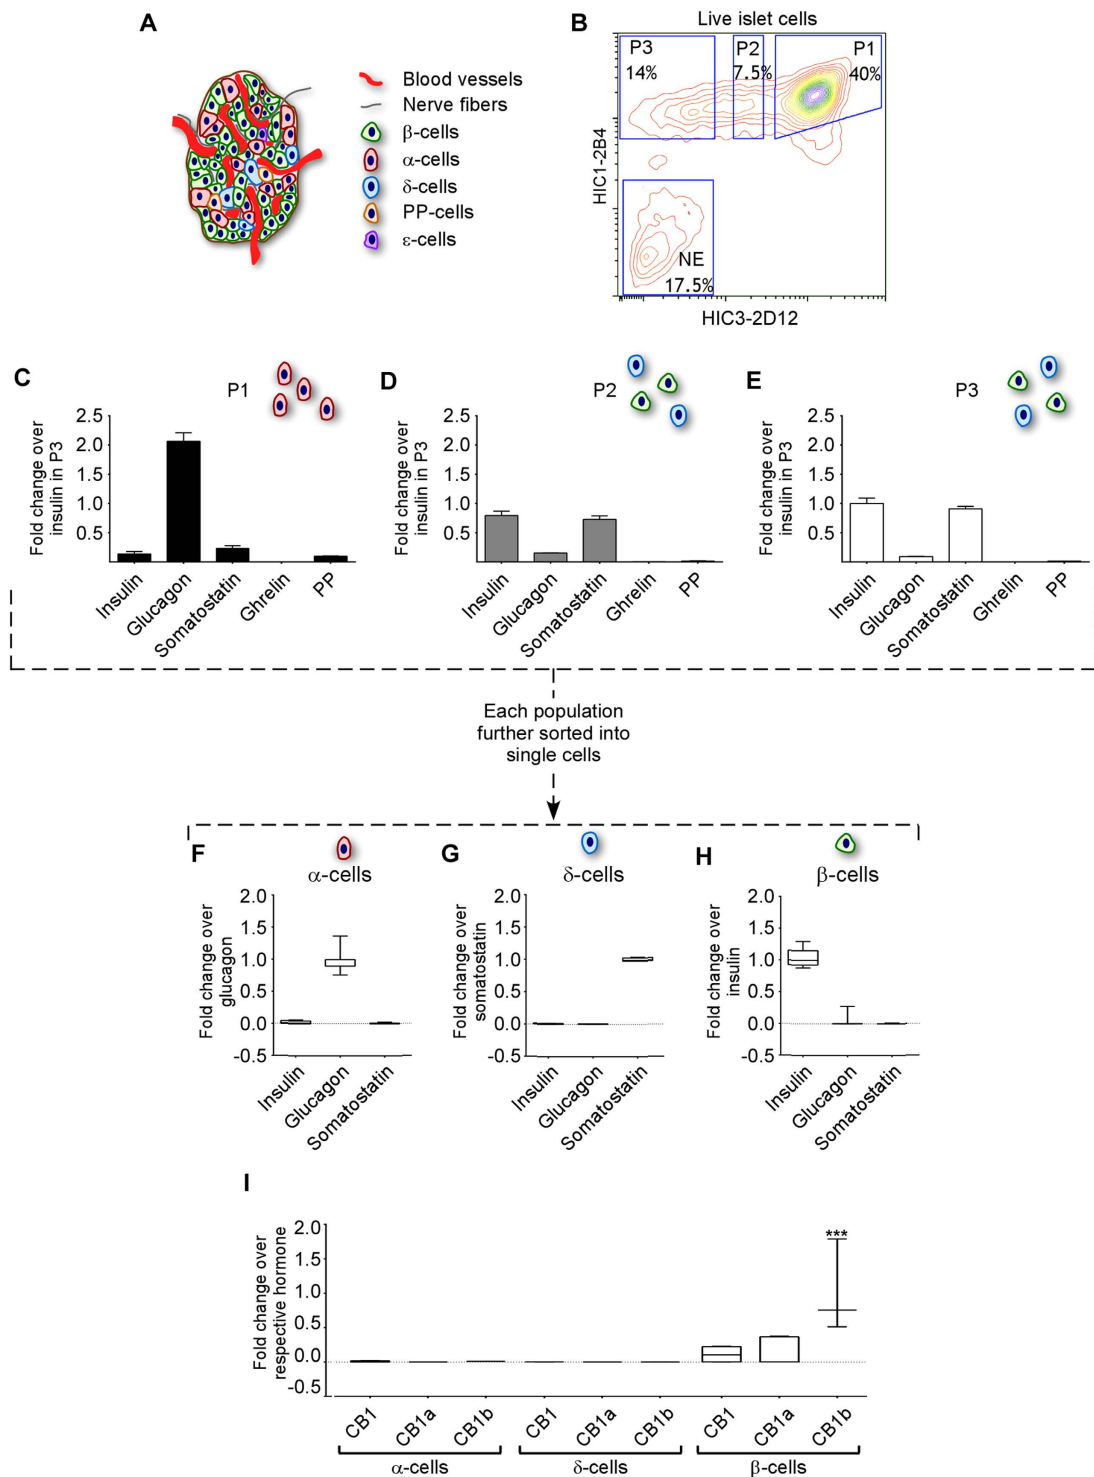 A
Blood vessels
Nerve fibers
β-cells
α-cells
δ-cells
PP-cells
ε-cells
B
Live islet cells
P3
14%
P2
7.5%
P1
40%
NE
17.5%
HIC1-2B4
HIC3-2D12
C
P1
Fold change over
insulin in P3
2.5
2.0
1.5
1.0
0.5
Insulin
Glucagon
Somatostatin
Ghrelin
PP
D
P2
Fold change over
insulin in P3
2.5
2.0
1.5
1.0
0.5
Insulin
Glucagon
Somatostatin
Ghrelin
PP
E
P3
Fold change over
insulin in P3
2.5
2.0
1.5
1.0
0.5
Insulin
Glucagon
Somatostatin
Ghrelin
PP
Each population
further sorted into
single cells
F
α-cells
Fold change over
glucagon
2.0
1.5
1.0
0.5
0.0
-0.5
Insulin
Glucagon
Somatostatin
G
δ-cells
Fold change over
somatostatin
2.0
1.5
1.0
0.5
0.0
-0.5
Insulin
Glucagon
Somatostatin
H
β-cells
Fold change over
insulin
2.0
1.5
1.0
0.5
0.0
-0.5
Insulin
Glucagon
Somatostatin
I
Fold change over
respective hormone
2.0
1.5
1.0
0.5
0.0
-0.5
***
CB1
CB1a
CB1b
CB1
CB1a
CB1b
CB1
CB1a
CB1b
α-cells
δ-cells
β-cells